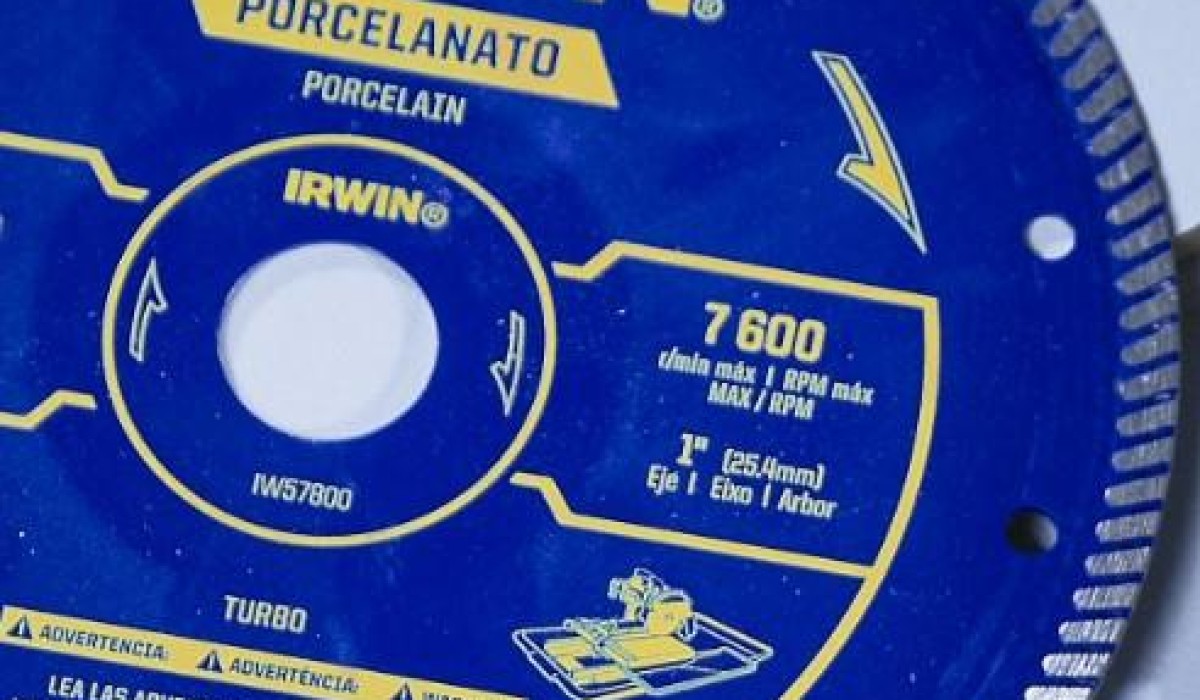 PORCELANATO
PORCELAIN
IRWIN®
7 600
r/min máx | RPM máx
MAX / RPM
1" (25.4mm)
Eje | Eixo | Arbor
IW57800
TURBO
ADVERTENCIA: ADVERTÊNCIA:
LEA LAS